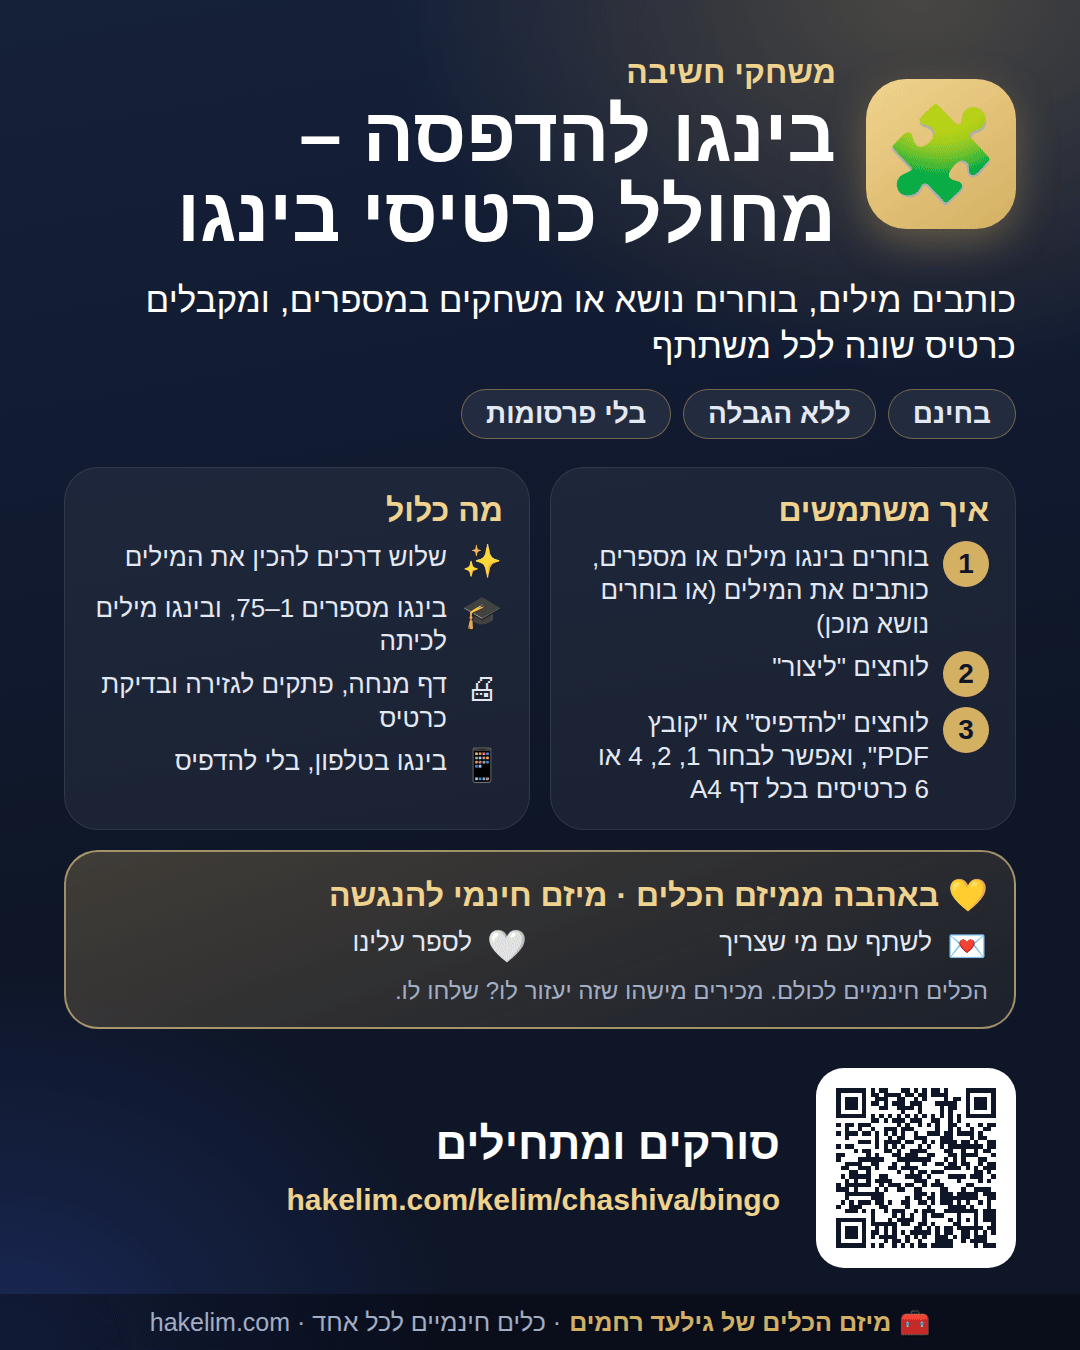 משחקי חשיבה
בינגו להדפסה –
מחולל כרטיסי בינגו
כותבים מילים, בוחרים נושא או משחקים במספרים, ומקבלים
כרטיס שונה לכל משתתף
בחינם
ללא הגבלה
בלי פרסומות
איך משתמשים
1
בוחרים בינגו מילים או מספרים,
כותבים את המילים (או בוחרים
נושא מוכן)
2
לוחצים "ליצור"
3
לוחצים "להדפיס" או "קובץ
PDF", ואפשר לבחור 1, 2, 4 או
6 כרטיסים בכל דף A4
מה כלול
שלוש דרכים להכין את המילים
בינגו מספרים 1–75, ובינגו מילים
לכיתה
דף מנחה, פתקים לגזירה ובדיקת
כרטיס
בינגו בטלפון, בלי להדפיס
באהבה ממיזם הכלים · מיזם חינמי להנגשה
לשתף עם מי שצריך
לספר עלינו
הכלים חינמיים לכולם. מכירים מישהו שזה יעזור לו? שלחו לו.
סורקים ומתחילים
hakelim.com/kelim/chashiva/bingo
מיזם הכלים של גילעד רחמים · כלים חינמיים לכל אחד · hakelim.com